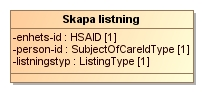 Skapa listning
-enhets-id : HSAID [1]
-person-id : SubjectOfCareIdType [1]
-listningstyp : ListingType [1]